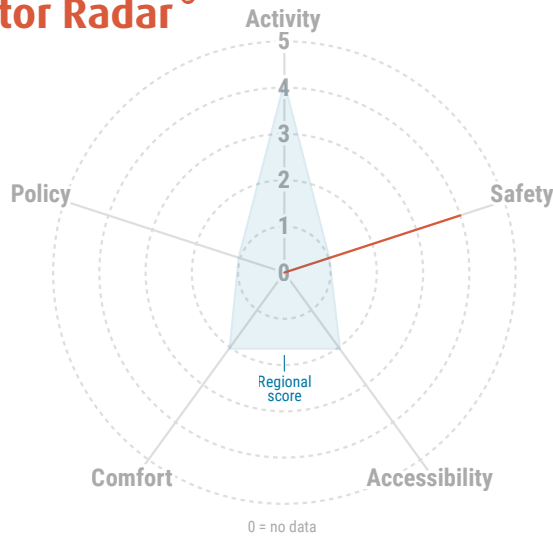 tor Radar
Activity
5
4
3
2
1
0
Policy
Safety
Regional
score
Comfort
Accessibility
0 = no data